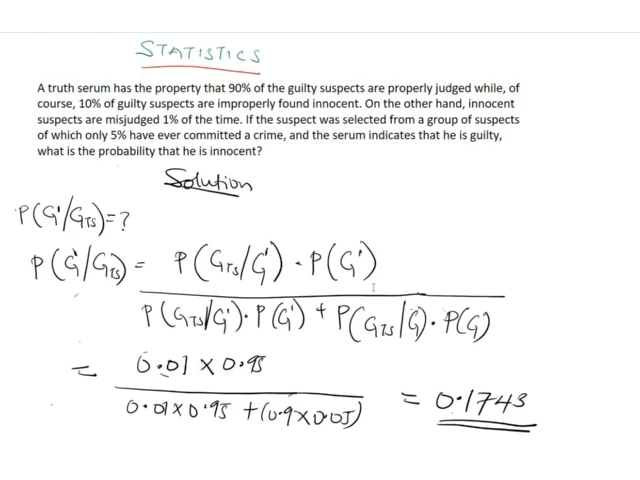 STATISTICS
A truth serum has the property that 90% of the guilty suspects are properly judged while, of
course, 10% of guilty suspects are improperly found innocent. On the other hand, innocent
suspects are misjudged 1% of the time. If the suspect was selected from a group of suspects
of which only 5% have ever committed a crime, and the serum indicates that he is guilty,
what is the probability that he is innocent?
Solution
P(G'/GTS) = ?
P(G'/GTS) = P(GTS/G') · P(G')
P(GTS/G') · P(G') + P(GTS/G) · P(G)
= 0.01 × 0.95
0.01 × 0.95 + (0.9 × 0.05)
= 0.1743